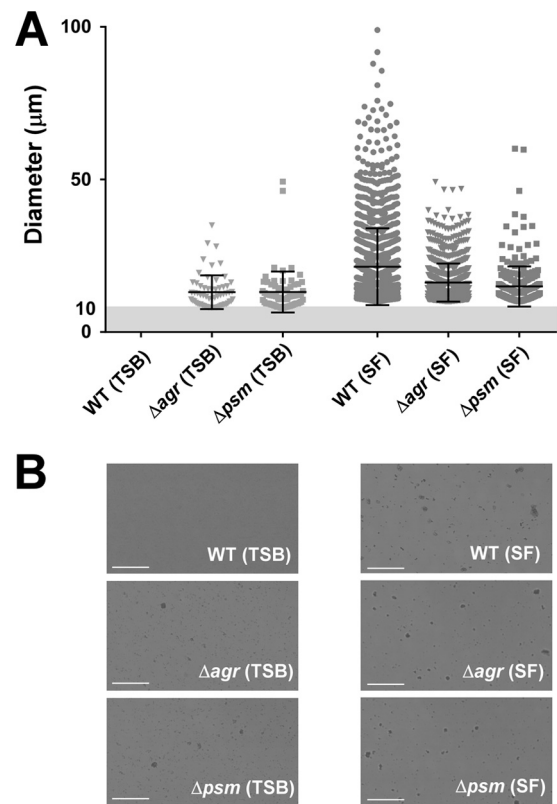 A
100
Diameter (μm)
50
10
0
WT (TSB)
Δagr (TSB)
Δpsm (TSB)
WT (SF)
Δagr (SF)
Δpsm (SF)
B
WT (TSB)
WT (SF)
Δagr (TSB)
Δagr (SF)
Δpsm (TSB)
Δpsm (SF)